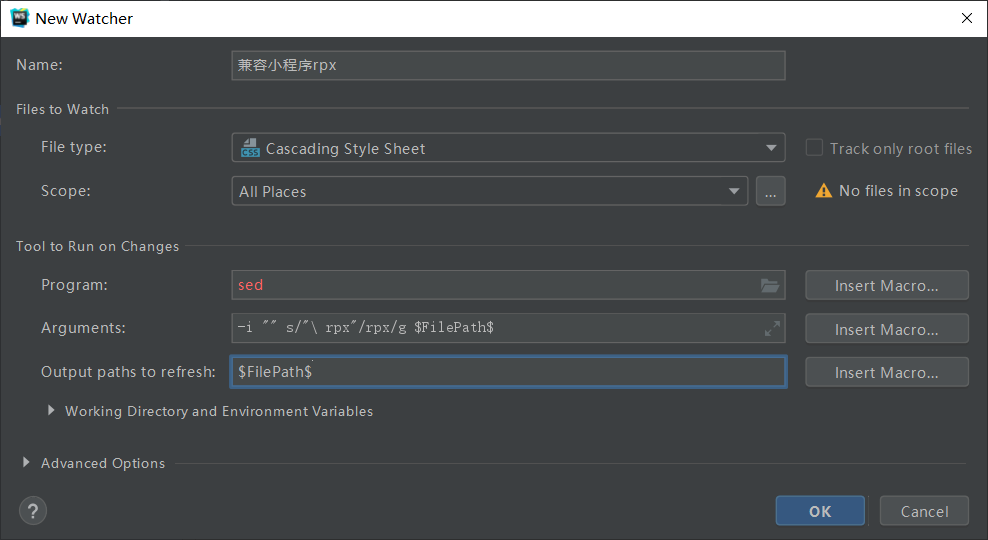 WS New Watcher
Name: 兼容小程序rpx
Files to Watch
File type: CSS Cascading Style Sheet Track only root files
Scope: All Places ... No files in scope
Tool to Run on Changes
Program: sed Insert Macro...
Arguments: -i "" s/"\ rpx"/rpx/g $FilePath$ Insert Macro...
Output paths to refresh: $FilePath$ Insert Macro...
Working Directory and Environment Variables
Advanced Options
? OK Cancel